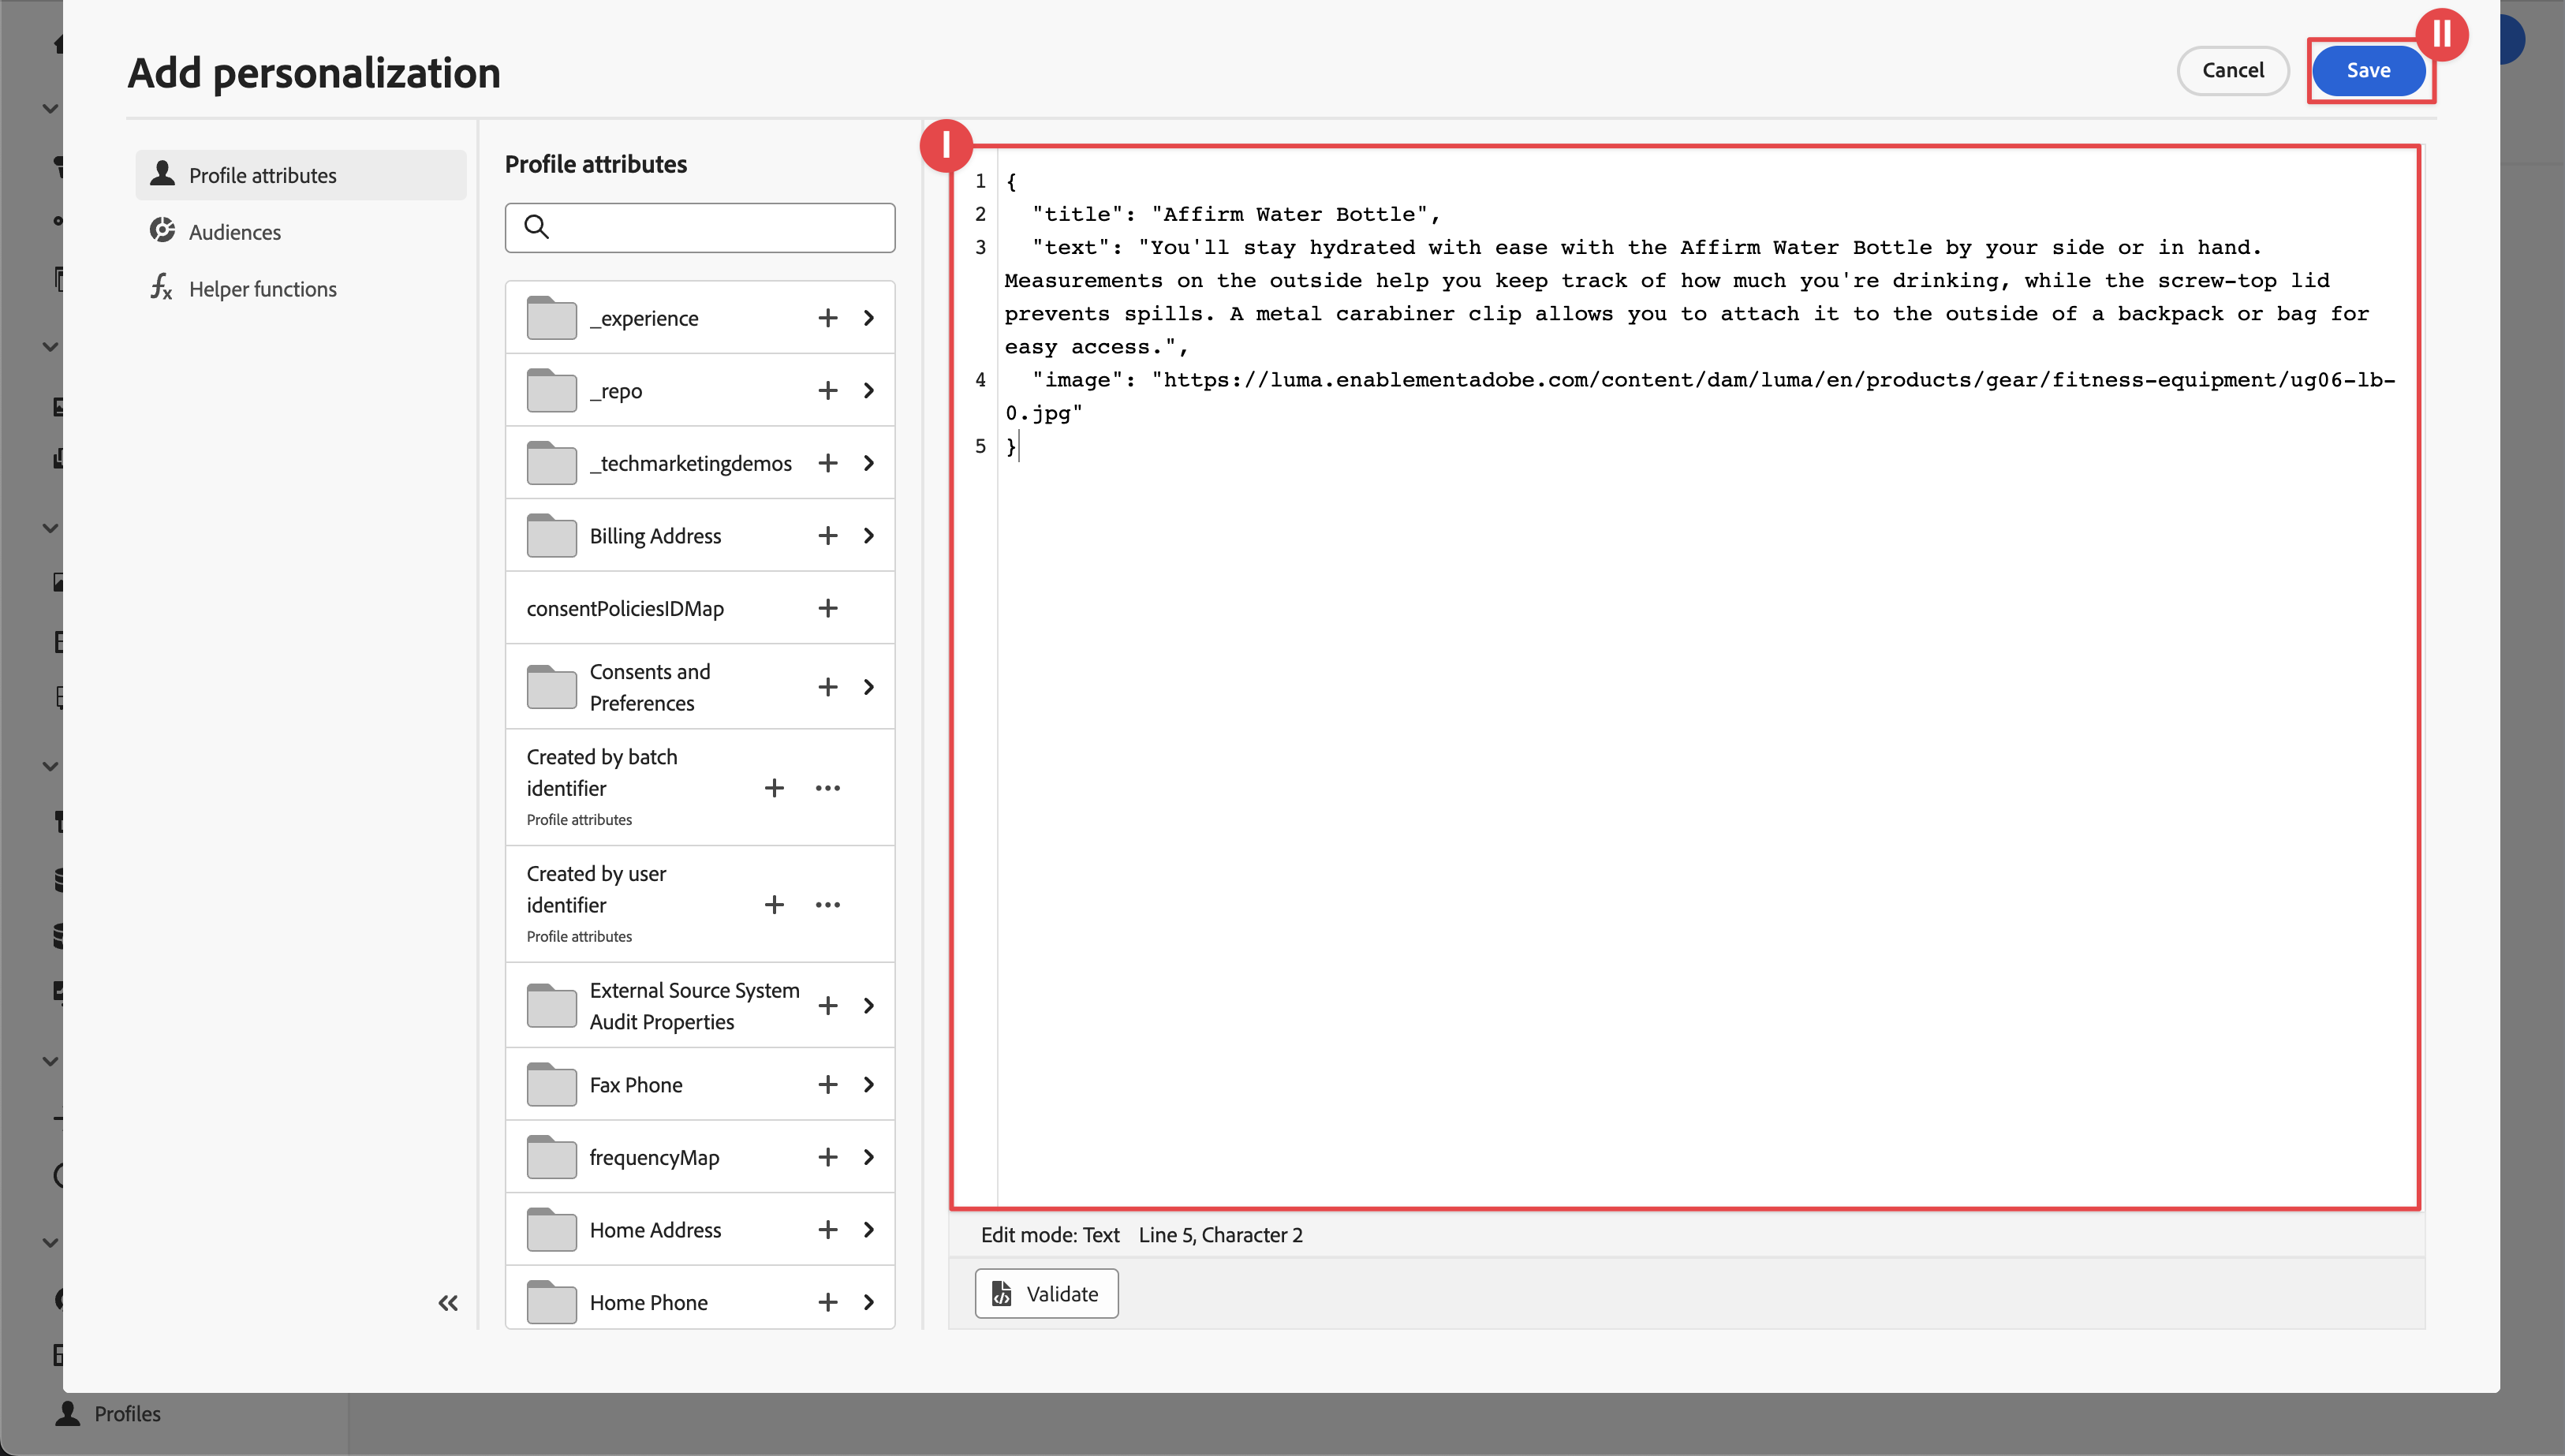 Add personalization
Cancel
Save
II
Profile attributes
Audiences
Helper functions
Profile attributes
_experience
_repo
_techmarketingdemos
Billing Address
consentPoliciesIDMap
Consents and
Preferences
Created by batch
identifier
Profile attributes
Created by user
identifier
Profile attributes
External Source System
Audit Properties
Fax Phone
frequencyMap
Home Address
Home Phone
I
1 {
2 "title": "Affirm Water Bottle",
3 "text": "You'll stay hydrated with ease with the Affirm Water Bottle by your side or in hand.
Measurements on the outside help you keep track of how much you're drinking, while the screw-top lid
prevents spills. A metal carabiner clip allows you to attach it to the outside of a backpack or bag for
easy access.",
4 "image": "https://luma.enablementadobe.com/content/dam/luma/en/products/gear/fitness-equipment/ug06-lb-
0.jpg"
5 }
Edit mode: Text Line 5, Character 2
Validate
Profiles